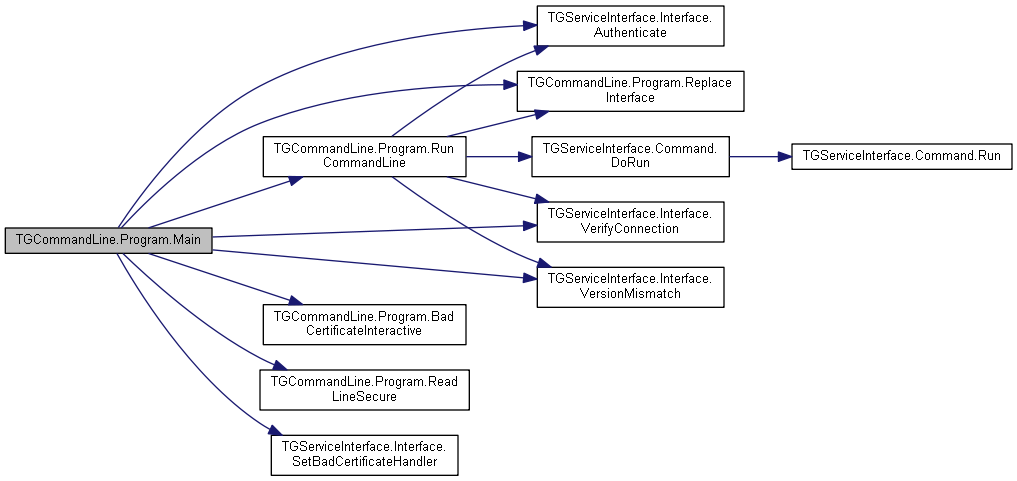 TGServiceInterface.Interface.
Authenticate
TGCommandLine.Program.Replace
Interface
TGCommandLine.Program.Run
CommandLine
TGServiceInterface.Command.
DoRun
TGServiceInterface.Command.Run
TGServiceInterface.Interface.
VerifyConnection
TGCommandLine.Program.Main
TGServiceInterface.Interface.
VersionMismatch
TGCommandLine.Program.Bad
CertificateInteractive
TGCommandLine.Program.Read
LineSecure
TGServiceInterface.Interface.
SetBadCertificateHandler